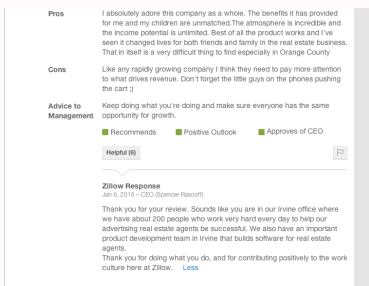 Pros I absolutely adore this company as a whole. The benefits it has provided
for me and my children are unmatched.The atmosphere is incredible and
the income potential is unlimited. Best of all the product works and I've
seen it changed lives for both friends and family in the real estate business.
That in itself is a very difficult thing to find especially in Orange County
Cons Like any rapidly growing company I think they need to pay more attention
to what drives revenue. Don't forget the little guys on the phones pushing
the cart ;)
Advice to Management Keep doing what you're doing and make sure everyone has the same
opportunity for growth.
Recommends Positive Outlook Approves of CEO
Helpful (6)
Zillow Response
Jan 6, 2015 – CEO (Spencer Rascoff)
Thank you for your review. Sounds like you are in our Irvine office where
we have about 200 people who work very hard every day to help our
advertising real estate agents be successful. We also have an important
product development team in Irvine that builds software for real estate
agents.
Thank you for doing what you do, and for contributing positively to the work
culture here at Zillow. Less